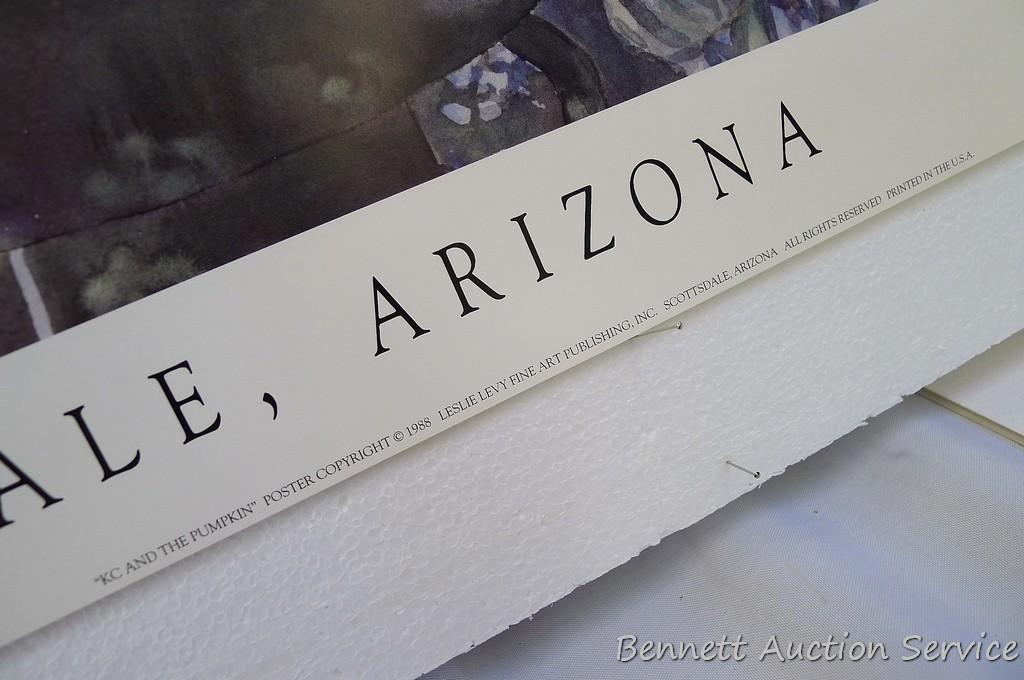 ALE, ARIZONA
"KC AND THE PUMPKIN" POSTER COPYRIGHT © 1988 LESLIE LEVY FINE ART PUBLISHING, INC. SCOTTSDALE, ARIZONA ALL RIGHTS RESERVED PRINTED IN THE U.S.A.
Bennett Auction Service